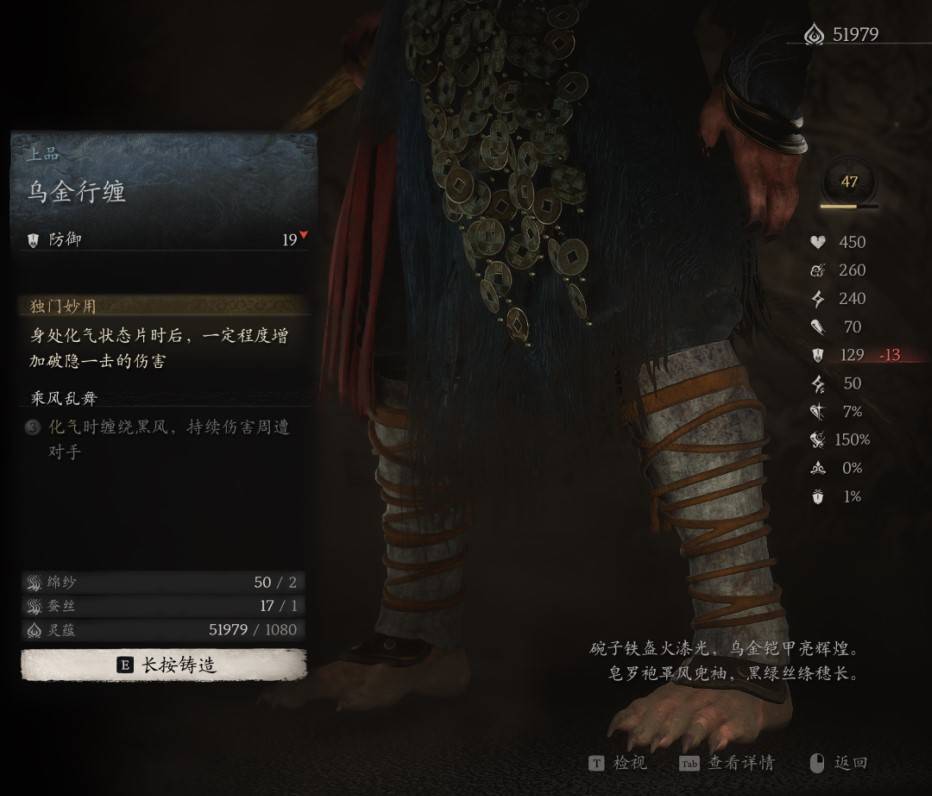 51979
上品
乌金行缠
防御 19
独门妙用
身处化气状态片时后，一定程度增
加破隐一击的伤害
乘风乱舞
3 化气时缠绕黑风，持续伤害周遭
对手
绵纱 50 / 2
蚕丝 17 / 1
灵蕴 51979 / 1080
E 长按铸造
47
450
260
240
70
129 -13
50
7%
150%
0%
1%
碗子铁盔火漆光，乌金铠甲亮辉煌。
皂罗袍罩风兜袖，黑绿丝绦穗长。
T 检视 Tab 查看详情 返回